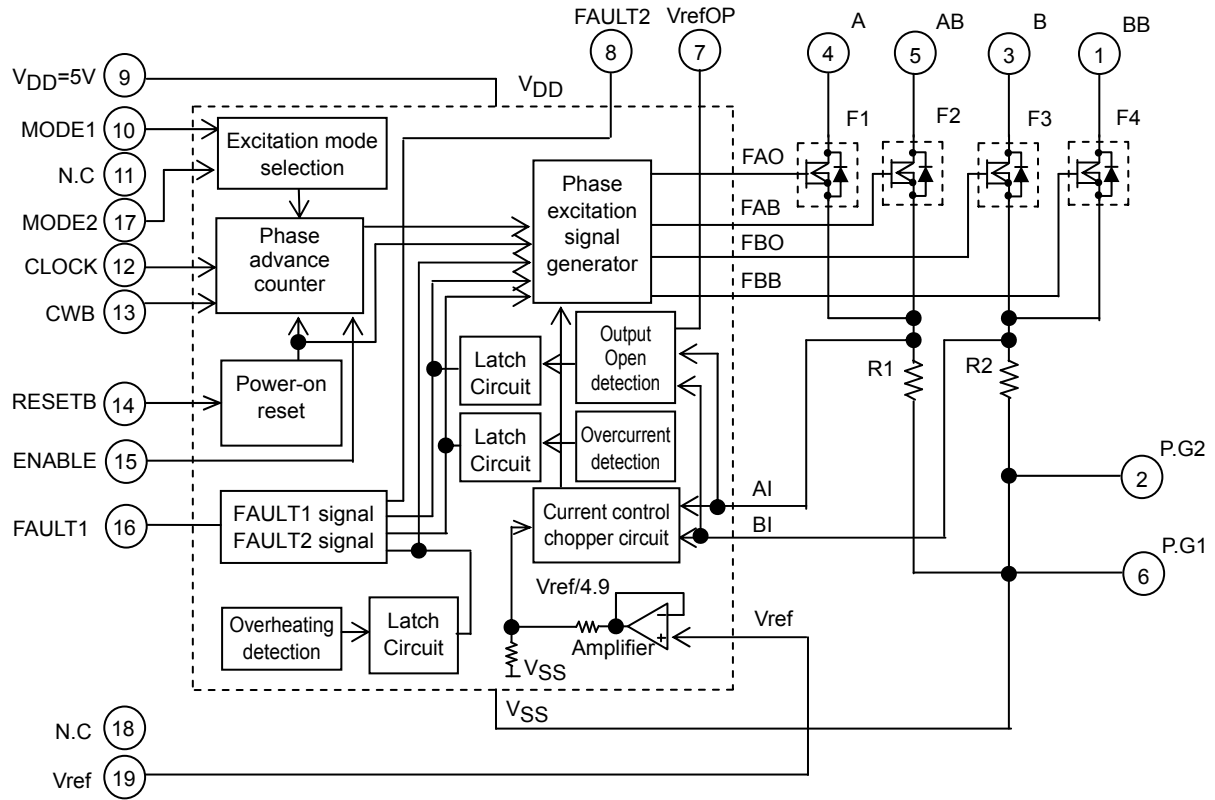 FAULT2 VrefOP A AB B BB
8 7 4 5 3 1
VDD=5V 9
VDD
MODE1 10
Excitation mode
selection
F1 F2 F3 F4
N.C 11
MODE2 17
CLOCK 12
CWB 13
Phase
advance
counter
Phase
excitation
signal
generator
FAO
FAB
FBO
FBB
RESETB 14
Power-on
reset
Latch
Circuit
Output
Open
detection
R1 R2
ENABLE 15
Latch
Circuit
Overcurrent
detection
P.G2
2
FAULT1 16
FAULT1 signal
FAULT2 signal
Current control
chopper circuit
AI
BI
P.G1
6
Overheating
detection
Latch
Circuit
Vref/4.9
Amplifier
- +
Vref
VSS
VSS
N.C 18
Vref 19